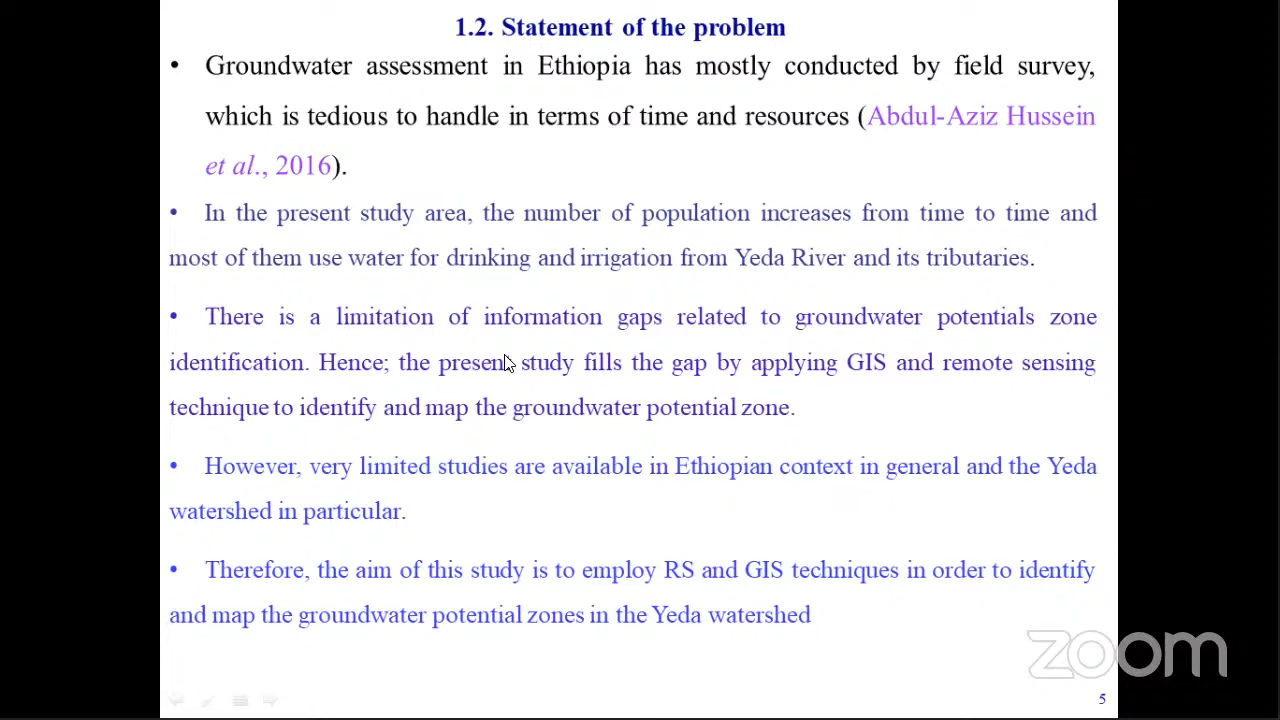 1.2. Statement of the problem
• Groundwater assessment in Ethiopia has mostly conducted by field survey,
which is tedious to handle in terms of time and resources (Abdul-Aziz Hussein
et al., 2016).
• In the present study area, the number of population increases from time to time and
most of them use water for drinking and irrigation from Yeda River and its tributaries.
• There is a limitation of information gaps related to groundwater potentials zone
identification. Hence; the present study fills the gap by applying GIS and remote sensing
technique to identify and map the groundwater potential zone.
• However, very limited studies are available in Ethiopian context in general and the Yeda
watershed in particular.
• Therefore, the aim of this study is to employ RS and GIS techniques in order to identify
and map the groundwater potential zones in the Yeda watershed
zoom
5